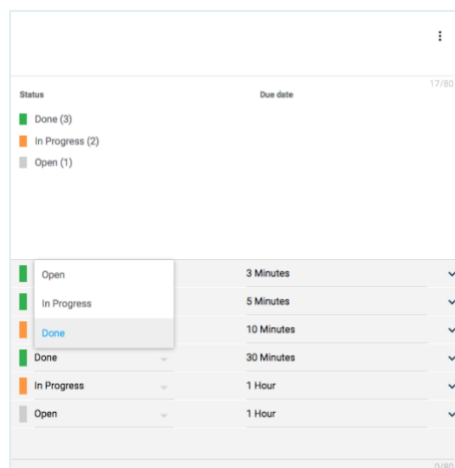 17/80
Status Due date
Done (3)
In Progress (2)
Open (1)
Open 3 Minutes
In Progress 5 Minutes
Done 10 Minutes
Done 30 Minutes
In Progress 1 Hour
Open 1 Hour
0/80